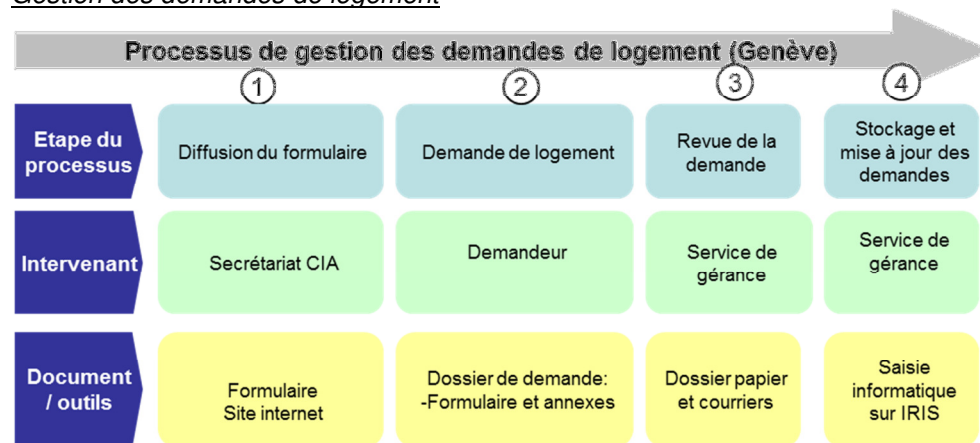 Gestion des demandes de logement
Processus de gestion des demandes de logement (Genève)
1
2
3
4
Etape du
processus
Diffusion du formulaire
Demande de logement
Revue de la
demande
Stockage et
mise à jour des
demandes
Intervenant
Secrétariat CIA
Demandeur
Service de
gérance
Service de
gérance
Document
/ outils
Formulaire
Site internet
Dossier de demande:
-Formulaire et annexes
Dossier papier
et courriers
Saisie
informatique
sur IRIS